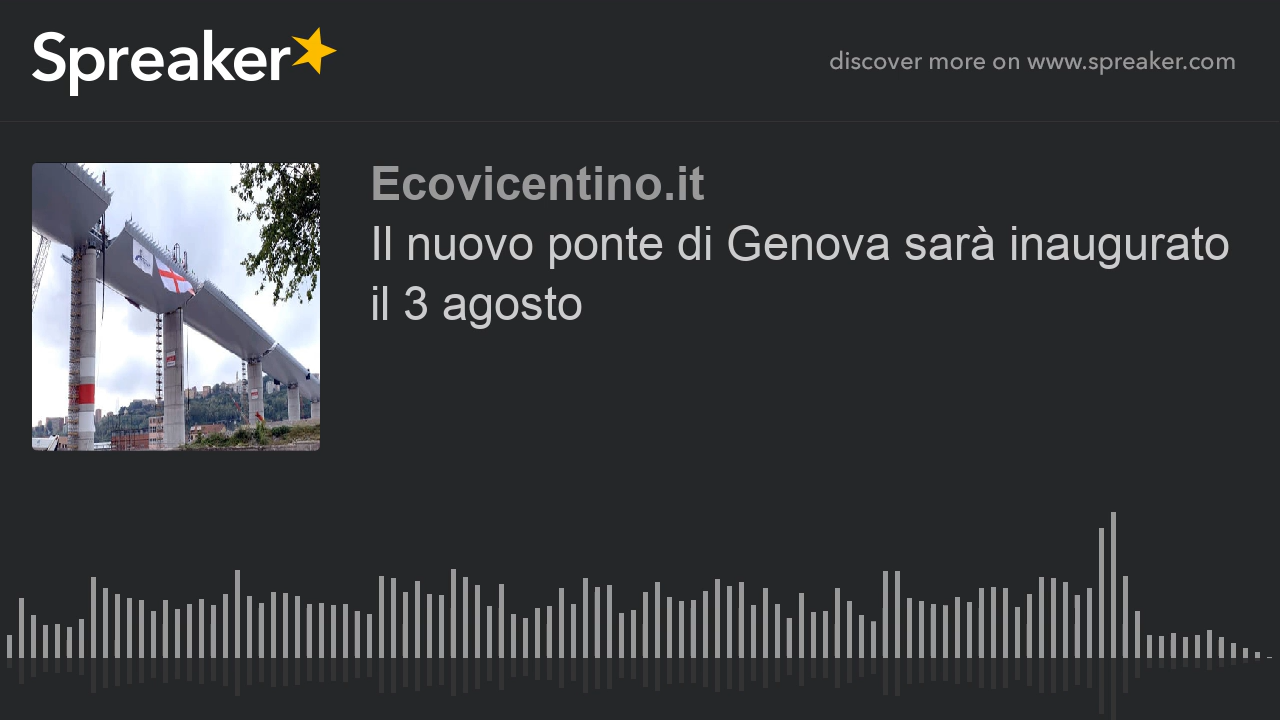 Spreaker
discover more on www.spreaker.com
Ecovicentino.it
Il nuovo ponte di Genova sarà inaugurato
il 3 agosto